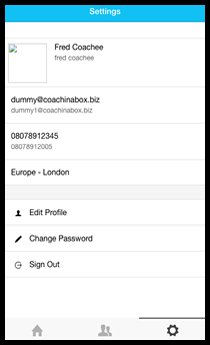 Settings
Fred Coachee
fred coachee
dummy@coachinabox.biz
dummy1@coachinabox.biz
08078912345
08078912005
Europe - London
Edit Profile
Change Password
Sign Out